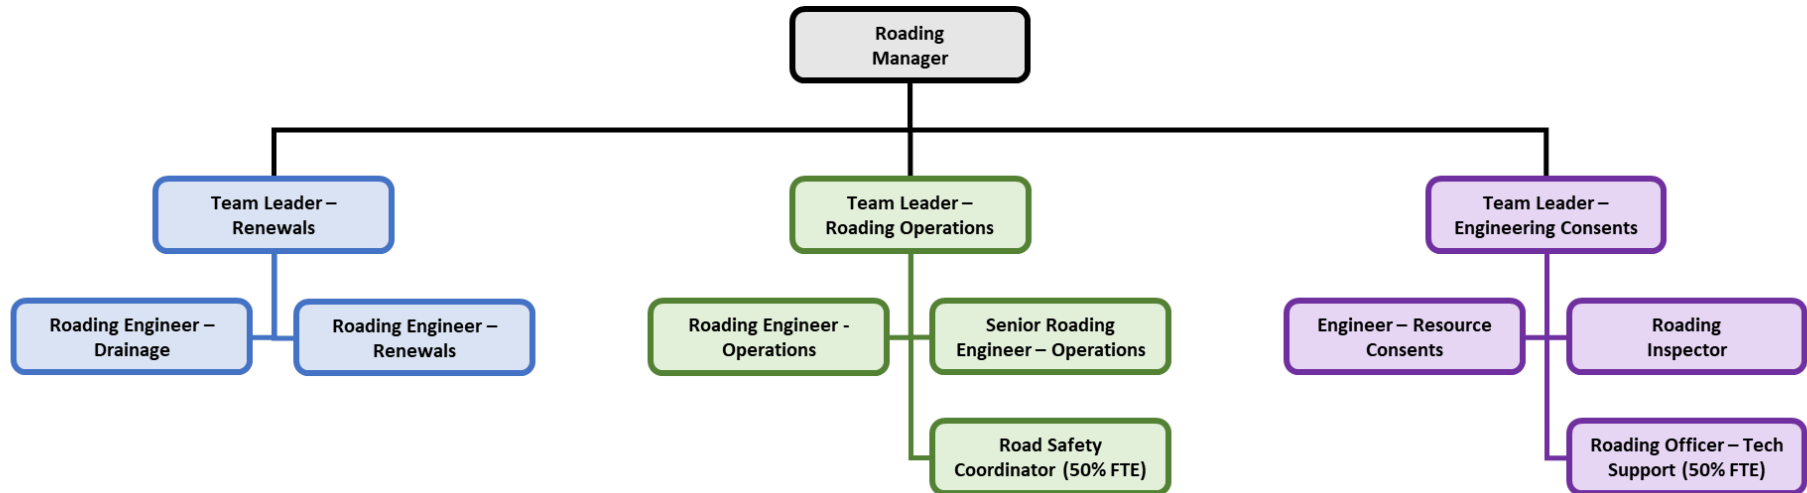 Roading
Manager
Team Leader –
Renewals
Team Leader –
Roading Operations
Team Leader –
Engineering Consents
Roading Engineer –
Drainage
Roading Engineer –
Renewals
Roading Engineer -
Operations
Senior Roading
Engineer – Operations
Engineer – Resource
Consents
Roading
Inspector
Road Safety
Coordinator (50% FTE)
Roading Officer – Tech
Support (50% FTE)